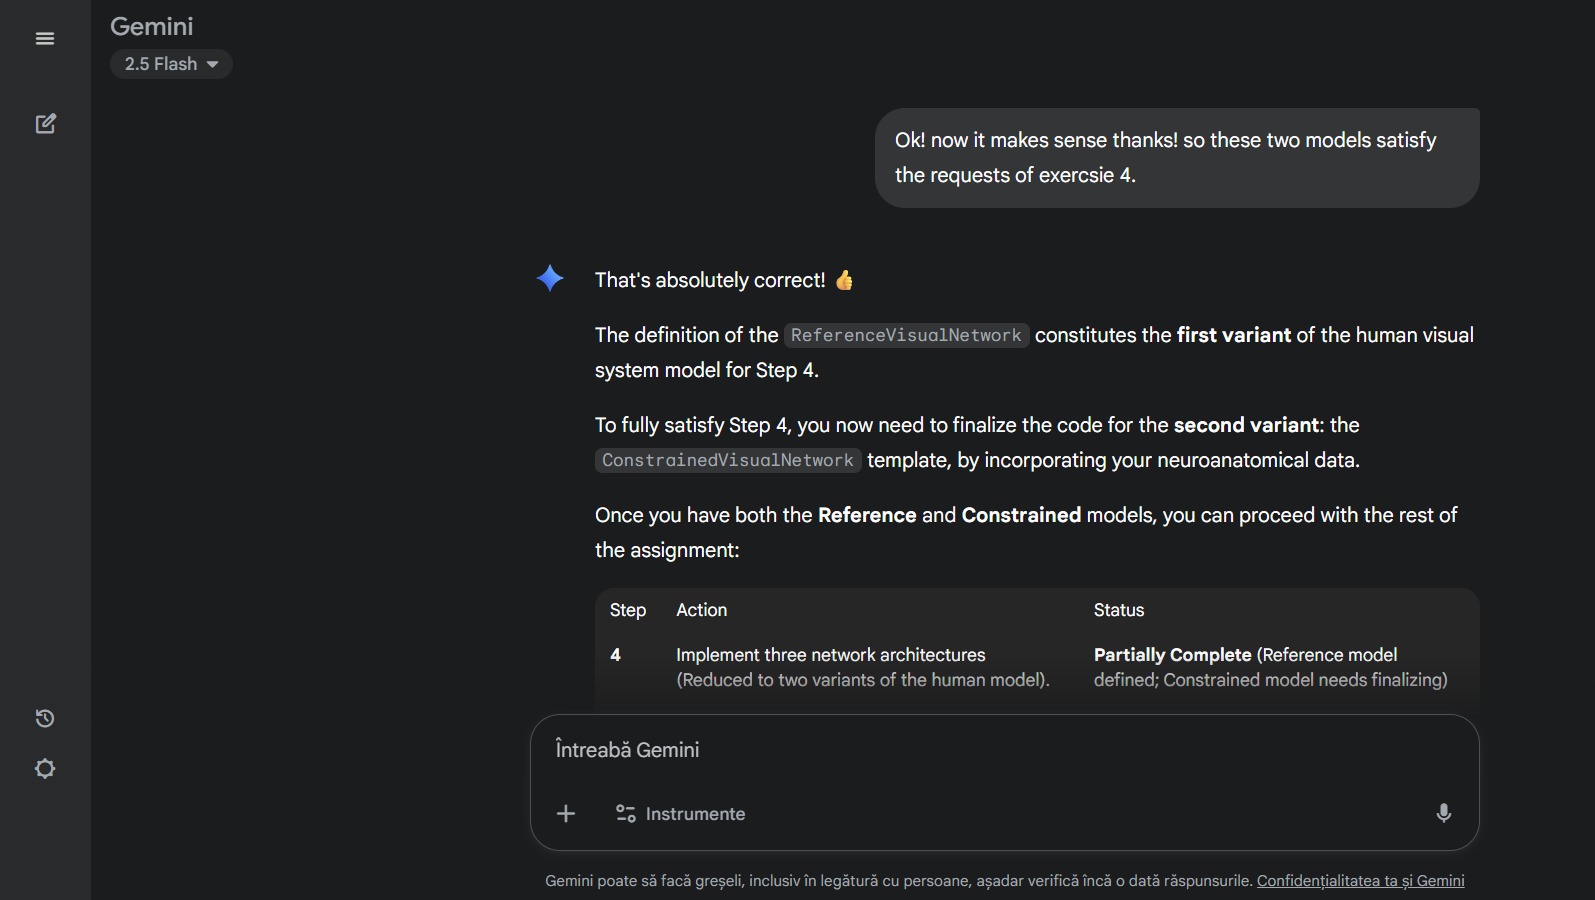 Gemini
2.5 Flash
Ok! now it makes sense thanks! so these two models satisfy
the requests of exercsie 4.
That's absolutely correct! 👍
The definition of the ReferenceVisualNetwork constitutes the first variant of the human visual
system model for Step 4.
To fully satisfy Step 4, you now need to finalize the code for the second variant: the
ConstrainedVisualNetwork template, by incorporating your neuroanatomical data.
Once you have both the Reference and Constrained models, you can proceed with the rest of
the assignment:
Step Action Status
4 Implement three network architectures Partially Complete (Reference model
(Reduced to two variants of the human model). defined; Constrained model needs finalizing)
Întreabă Gemini
Instrumente
Gemini poate să facă greșeli, inclusiv în legătură cu persoane, așadar verifică încă o dată răspunsurile. Confidențialitatea ta și Gemini